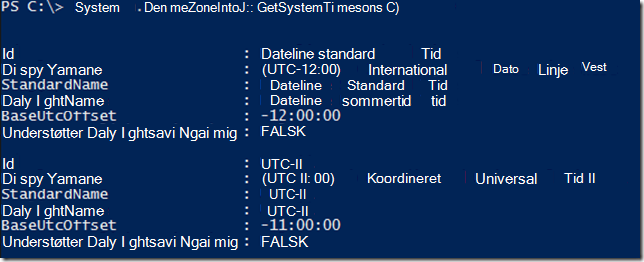 PS C:\> System .Den meZoneIntoJ:: GetSystemTi mesons C)
Id : Dateline standard Tid
Di spy Yamane : (UTC-12:00) International Dato Linje Vest
StandardName : Dateline Standard Tid
Daly I ghtName : Dateline sommertid tid
BaseUtcOffset : -12:00:00
Understøtter Daly I ghtsavi Ngai mig : FALSK
Id : UTC-II
Di spy Yamane : (UTC II: 00) Koordineret Universal Tid II
StandardName : UTC-II
Daly I ghtName : UTC-II
BaseUtcOffset : -11:00:00
Understøtter Daly I ghtsavi Ngai mig : FALSK